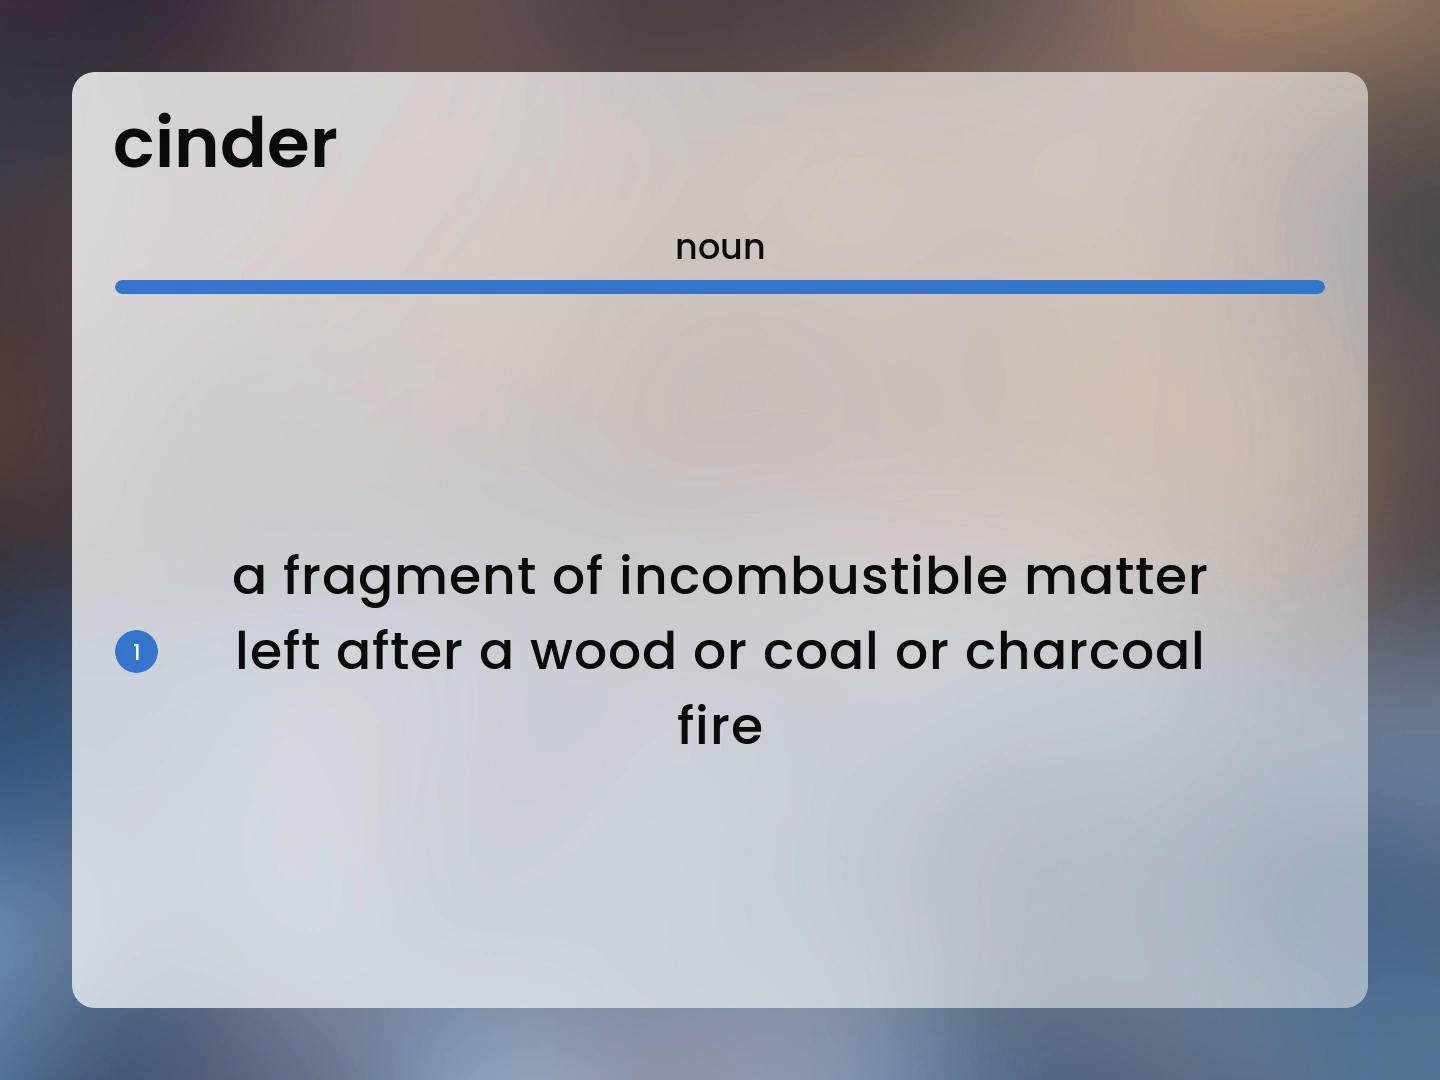 cinder
noun
a fragment of incombustible matter
1 left after a wood or coal or charcoal
fire